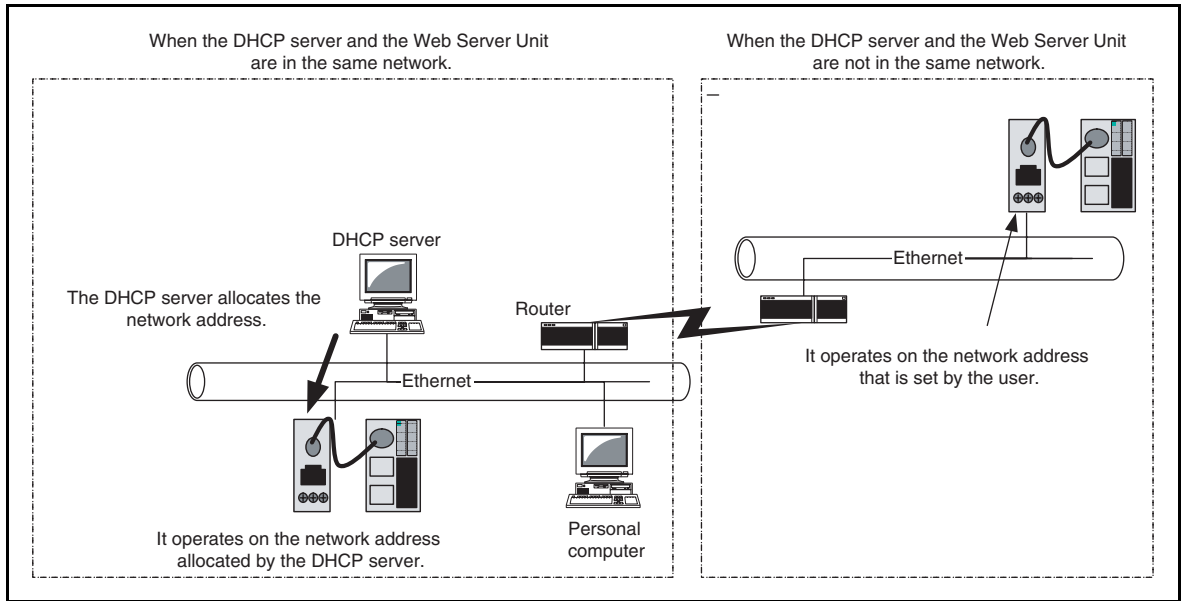 When the DHCP server and the Web Server Unit
are in the same network.
DHCP server
The DHCP server allocates the
network address.
Router
Ethernet
It operates on the network address
allocated by the DHCP server.
Personal
computer
When the DHCP server and the Web Server Unit
are not in the same network.
Ethernet
It operates on the network address
that is set by the user.